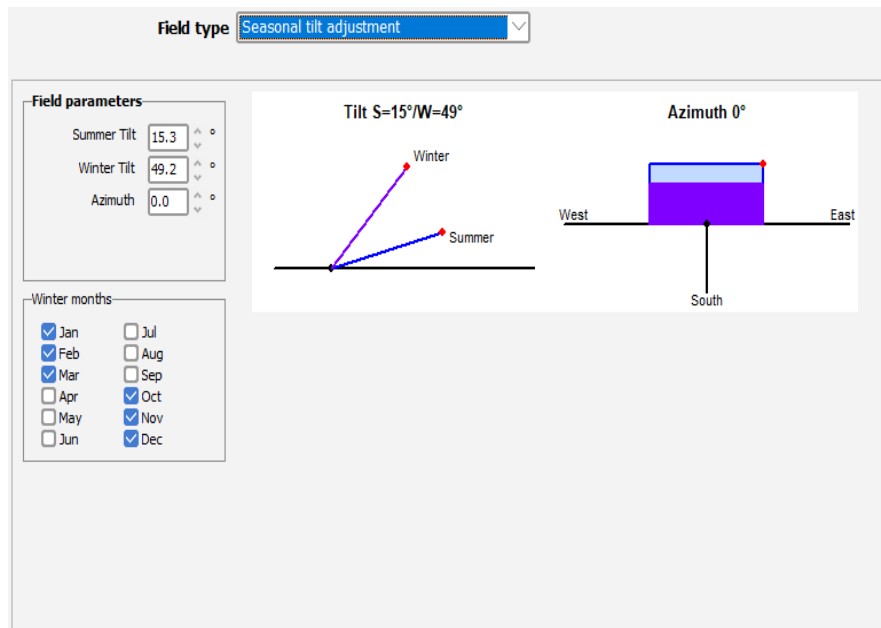 Field type Seasonal tilt adjustment
Field parameters
Summer Tilt 15.3 °
Winter Tilt 49.2 °
Azimuth 0.0 °
Tilt S=15°/W=49°
Winter
Summer
Azimuth 0°
West
East
South
Winter months
Jan Jul
Feb Aug
Mar Sep
Apr Oct
May Nov
Jun Dec